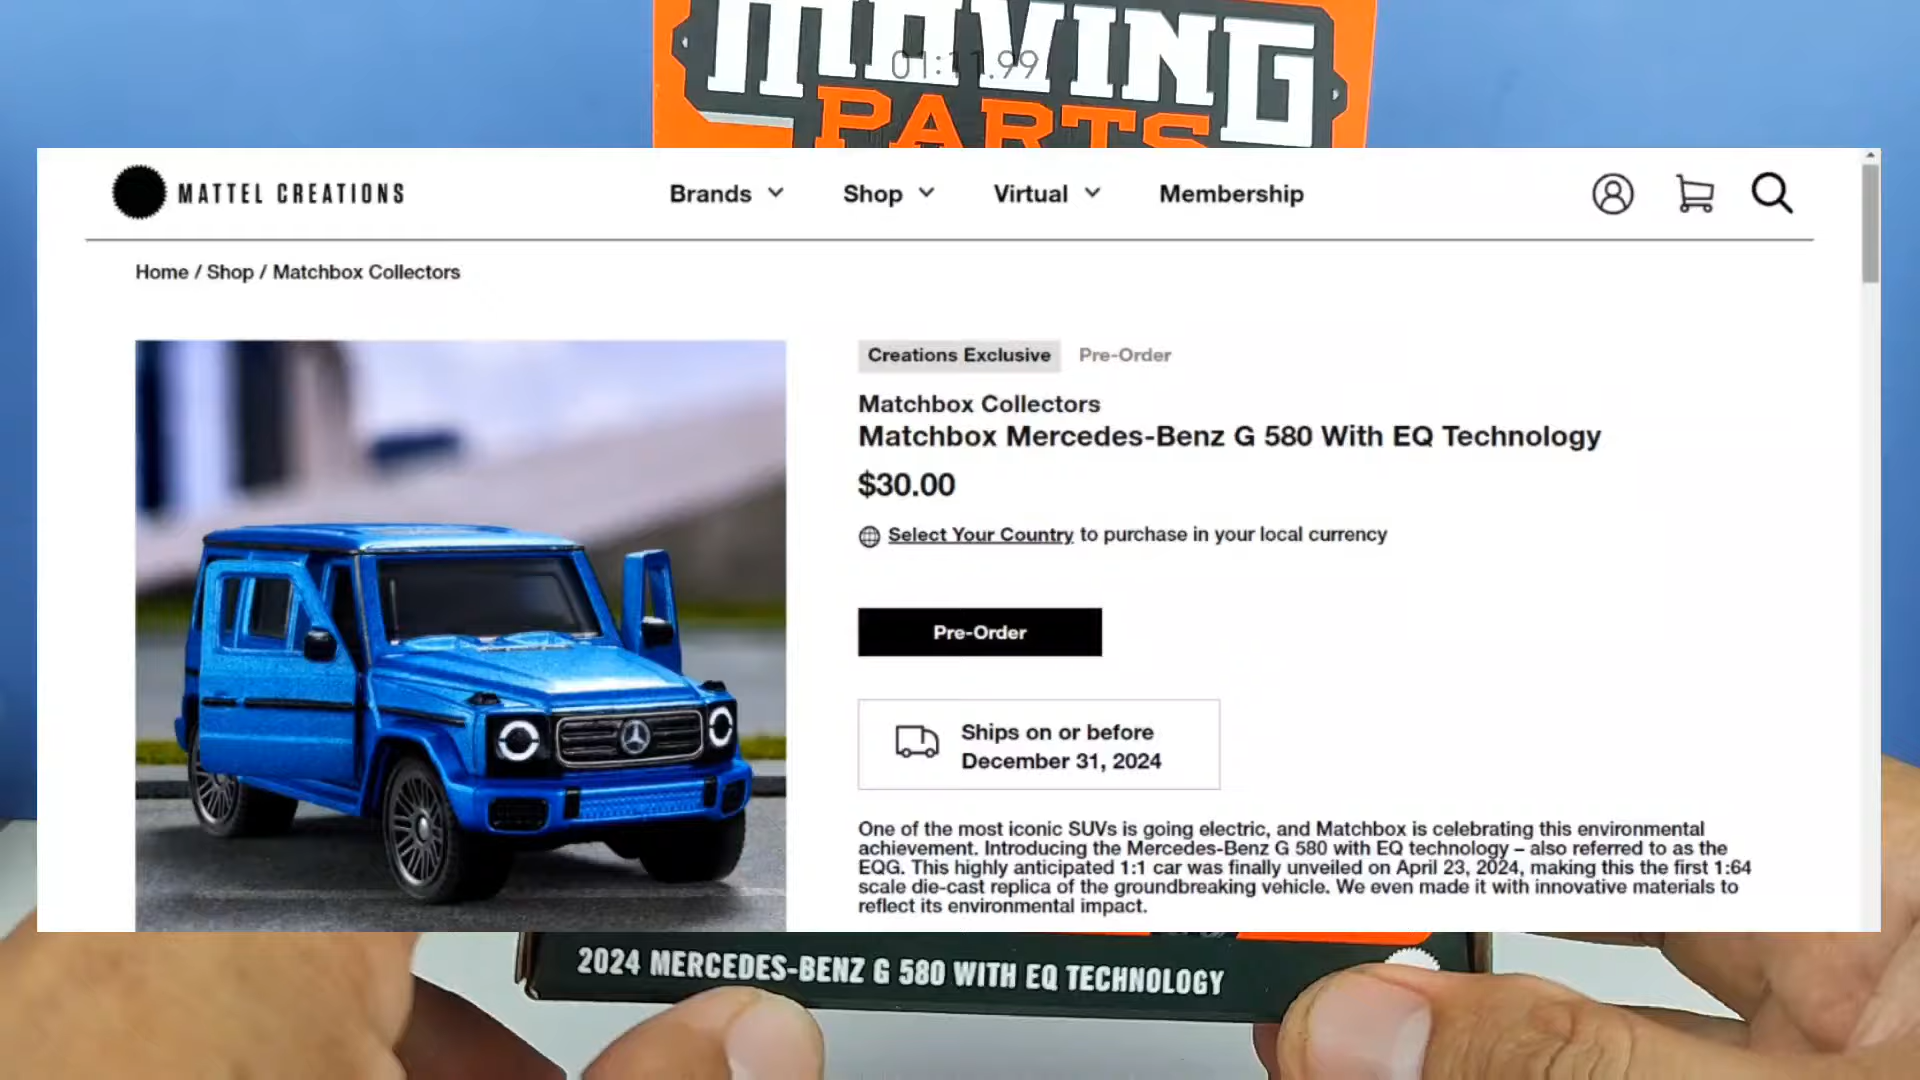 MOVING
01:11.99
PARTS
MATTEL CREATIONS
Brands
Shop
Virtual
Membership
Home / Shop / Matchbox Collectors
Creations Exclusive
Pre-Order
Matchbox Collectors
Matchbox Mercedes-Benz G 580 With EQ Technology
$30.00
Select Your Country to purchase in your local currency
Pre-Order
Ships on or before
December 31, 2024
One of the most iconic SUVs is going electric, and Matchbox is celebrating this environmental
achievement. Introducing the Mercedes-Benz G 580 with EQ technology – also referred to as the
EQG. This highly anticipated 1:1 car was finally unveiled on April 23, 2024, making this the first 1:64
scale die-cast replica of the groundbreaking vehicle. We even made it with innovative materials to
reflect its environmental impact.
2024 MERCEDES-BENZ G 580 WITH EQ TECHNOLOGY